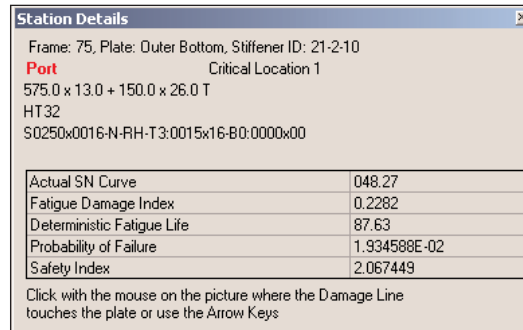 Station Details
Frame: 75, Plate: Outer Bottom, Stiffener ID: 21-2-10
Port Critical Location 1
575.0 x 13.0 + 150.0 x 26.0 T
HT32
S0250x0016-N-RH-T3:0015x16-B0:0000x00
Actual SN Curve 048.27
Fatigue Damage Index 0.2282
Deterministic Fatigue Life 87.63
Probability of Failure 1.934588E-02
Safety Index 2.067449
Click with the mouse on the picture where the Damage Line
touches the plate or use the Arrow Keys